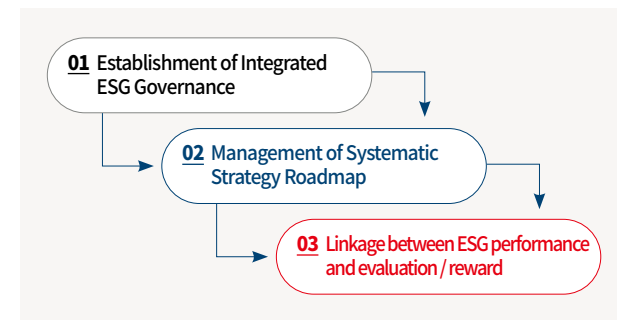 01 Establishment of Integrated
ESG Governance
02 Management of Systematic
Strategy Roadmap
03 Linkage between ESG performance
and evaluation / reward